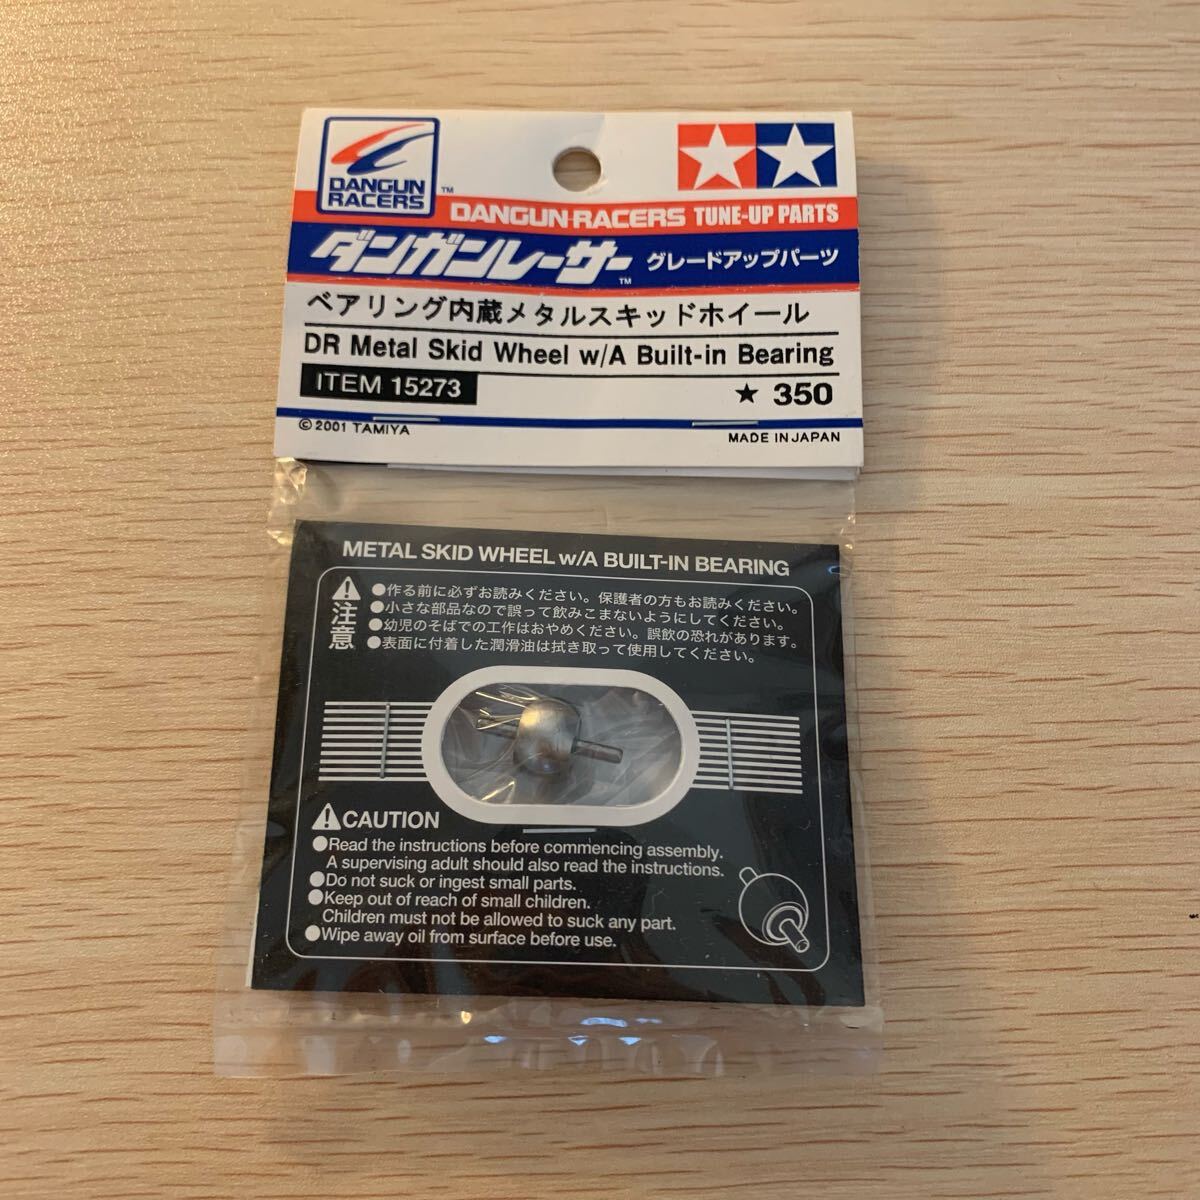 DANGUN
RACERS ™
DANGUN-RACERS TUNE-UP PARTS
ダンガンレーサー™ グレードアップパーツ
ベアリング内蔵メタルスキッドホイール
DR Metal Skid Wheel w/A Built-in Bearing
ITEM 15273
★ 350
© 2001 TAMIYA
MADE IN JAPAN
METAL SKID WHEEL w/A BUILT-IN BEARING
注意
●作る前に必ずお読みください。保護者の方もお読みください。
●小さな部品なので誤って飲みこまないようにしてください。
●幼児のそばでの工作はおやめください。誤飲の恐れがあります。
●表面に付着した潤滑油は拭き取って使用してください。
CAUTION
●Read the instructions before commencing assembly.
A supervising adult should also read the instructions.
●Do not suck or ingest small parts.
●Keep out of reach of small children.
Children must not be allowed to suck any part.
●Wipe away oil from surface before use.